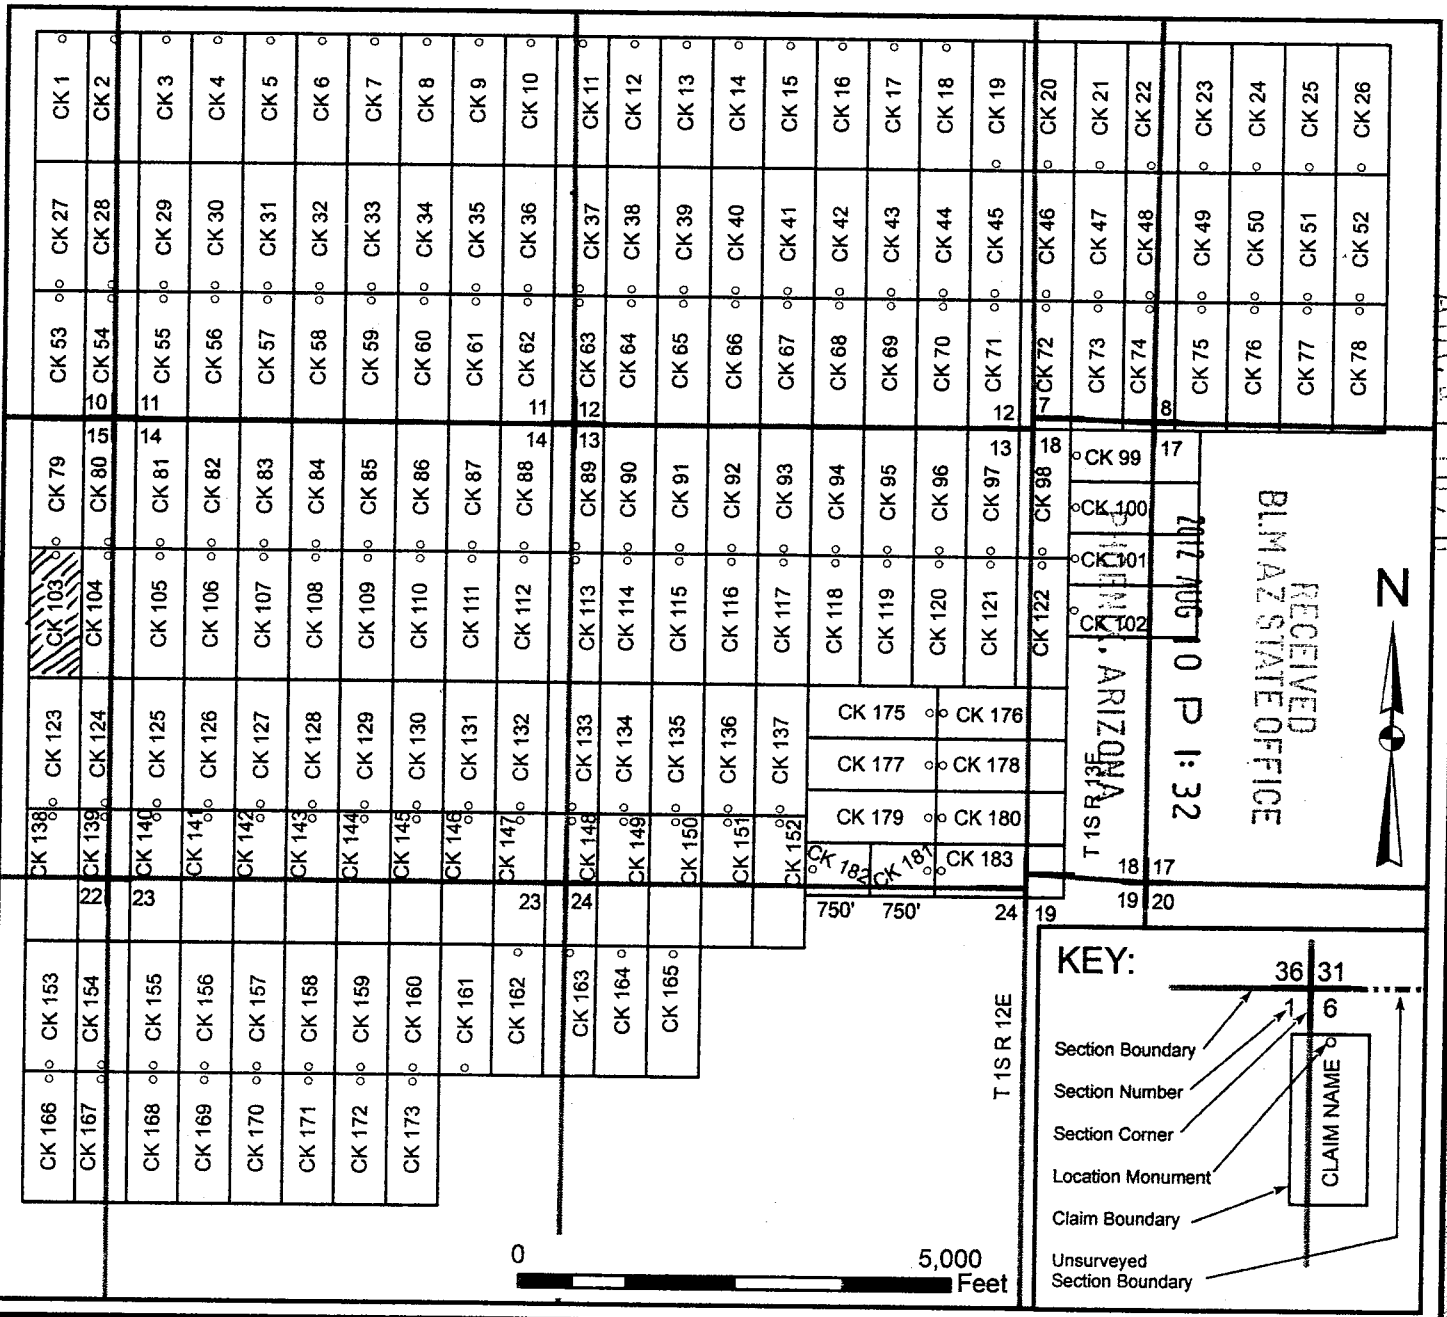 CK 1 CK 2 CK 3 CK 4 CK 5 CK 6 CK 7 CK 8 CK 9 CK 10 CK 11 CK 12 CK 13 CK 14 CK 15 CK 16 CK 17 CK 18 CK 19 CK 20 CK 21 CK 22 CK 23 CK 24 CK 25 CK 26
CK 27 CK 28 CK 29 CK 30 CK 31 CK 32 CK 33 CK 34 CK 35 CK 36 CK 37 CK 38 CK 39 CK 40 CK 41 CK 42 CK 43 CK 44 CK 45 CK 46 CK 47 CK 48 CK 49 CK 50 CK 51 CK 52
CK 53 CK 54 CK 55 CK 56 CK 57 CK 58 CK 59 CK 60 CK 61 CK 62 CK 63 CK 64 CK 65 CK 66 CK 67 CK 68 CK 69 CK 70 CK 71 CK 72 CK 73 CK 74 CK 75 CK 76 CK 77 CK 78
10 11 11 12 12 7 8
15 14 14 13 13 18 17
CK 79 CK 80 CK 81 CK 82 CK 83 CK 84 CK 85 CK 86 CK 87 CK 88 CK 89 CK 90 CK 91 CK 92 CK 93 CK 94 CK 95 CK 96 CK 97 CK 98 CK 99
CK 100
CK 101
CK 102
CK 103 CK 104 CK 105 CK 106 CK 107 CK 108 CK 109 CK 110 CK 111 CK 112 CK 113 CK 114 CK 115 CK 116 CK 117 CK 118 CK 119 CK 120 CK 121 CK 122
RECEIVED
BLM AZ STATE OFFICE
2012 AUG 10 P 1:32
PHOENIX, ARIZONA
N
CK 123 CK 124 CK 125 CK 126 CK 127 CK 128 CK 129 CK 130 CK 131 CK 132 CK 133 CK 134 CK 135 CK 136 CK 137
CK 175 CK 176
CK 177 CK 178
CK 179 CK 180
CK 182 CK 181 CK 183
T 1S R 13E
CK 138 CK 139 CK 140 CK 141 CK 142 CK 143 CK 144 CK 145 CK 146 CK 147 CK 148 CK 149 CK 150 CK 151 CK 152
18 17
22 23 23 24 750' 750' 24 19 19 20
CK 153 CK 154 CK 155 CK 156 CK 157 CK 158 CK 159 CK 160 CK 161 CK 162 CK 163 CK 164 CK 165
T 1S R 12E
CK 166 CK 167 CK 168 CK 169 CK 170 CK 171 CK 172 CK 173
0 5,000
Feet
KEY:
36 31
1 6
Section Boundary
Section Number
Section Corner
Location Monument
Claim Boundary
Unsurveyed
Section Boundary
CLAIM NAME